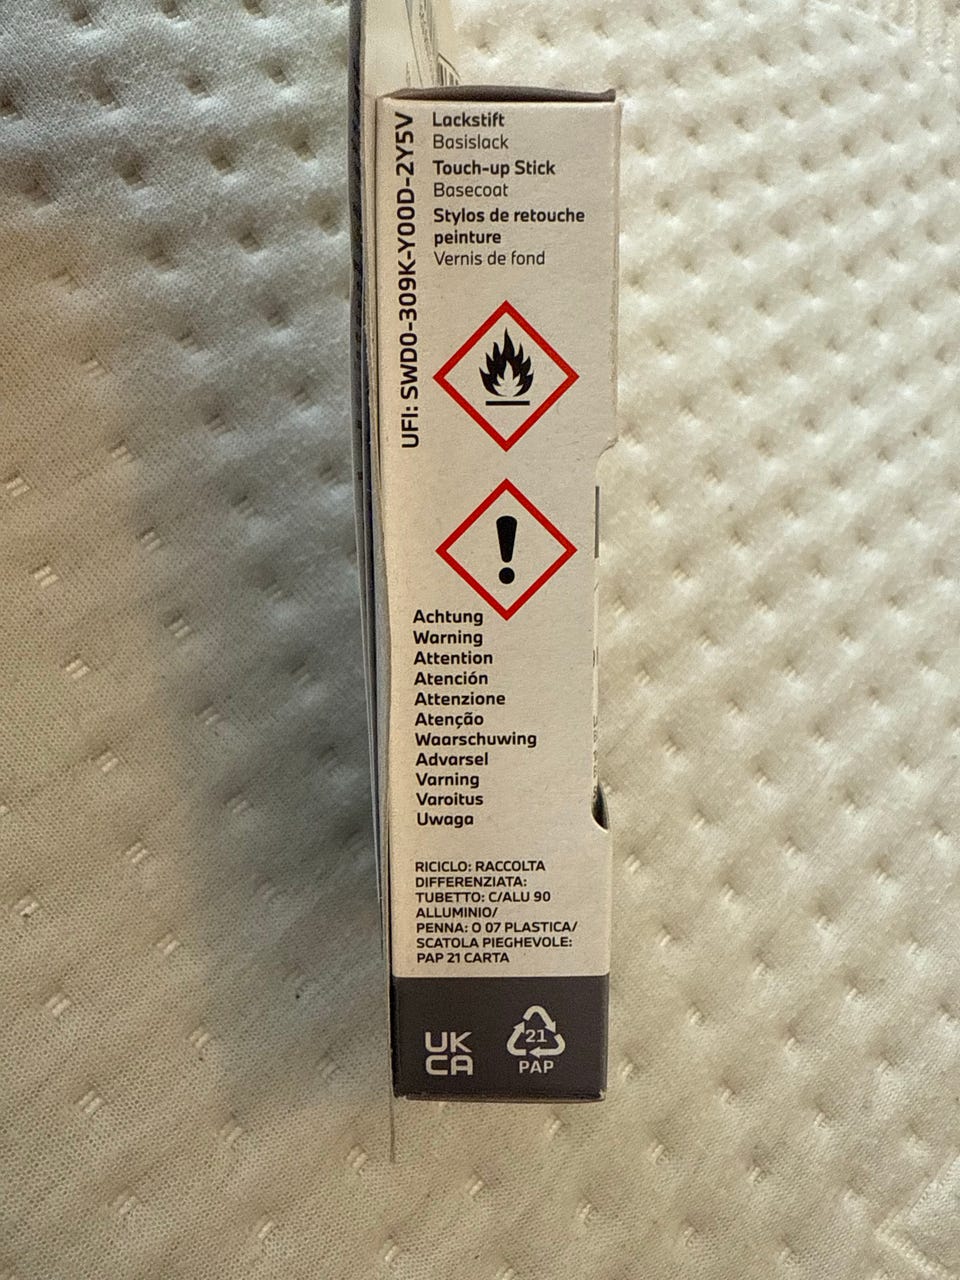 UFI: SWD0-309K-Y00D-2Y5V
Lackstift
Basislack
Touch-up Stick
Basecoat
Stylos de retouche
peinture
Vernis de fond
Achtung
Warning
Attention
Atención
Attenzione
Atenção
Waarschuwing
Advarsel
Varning
Varoitus
Uwaga
RICICLO: RACCOLTA
DIFFERENZIATA:
TUBETTO: C/ALU 90
ALLUMINIO/
PENNA: O 07 PLASTICA/
SCATOLA PIEGHEVOLE:
PAP 21 CARTA
UK
CA
21
PAP